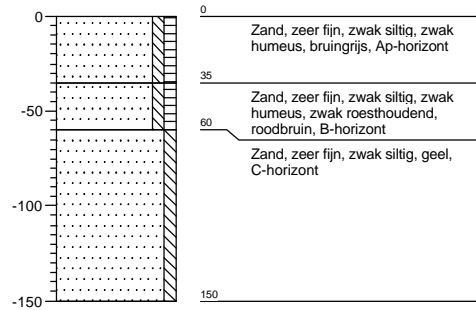 0
-50
-100
-150
0
Zand, zeer fijn, zwak siltig, zwak
humeus, bruingrijs, Ap-horizont
35
Zand, zeer fijn, zwak siltig, zwak
humeus, zwak roesthoudend,
roodbruin, B-horizont
60
Zand, zeer fijn, zwak siltig, geel,
C-horizont
150